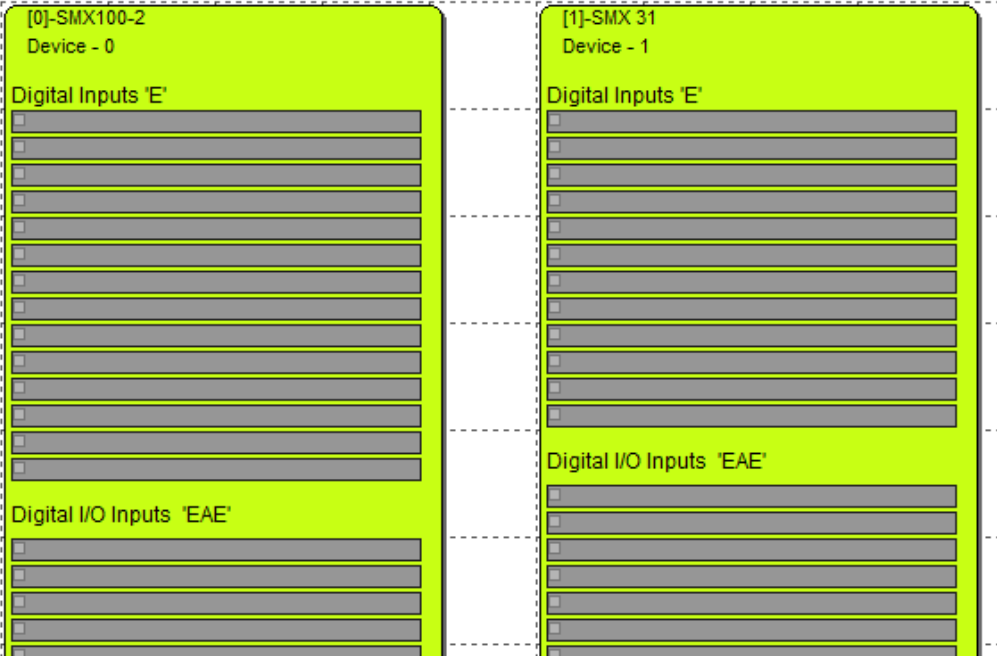 [0]-SMX100-2
Device - 0
Digital Inputs 'E'
Digital I/O Inputs 'EAE'
[1]-SMX 31
Device - 1
Digital Inputs 'E'
Digital I/O Inputs 'EAE'